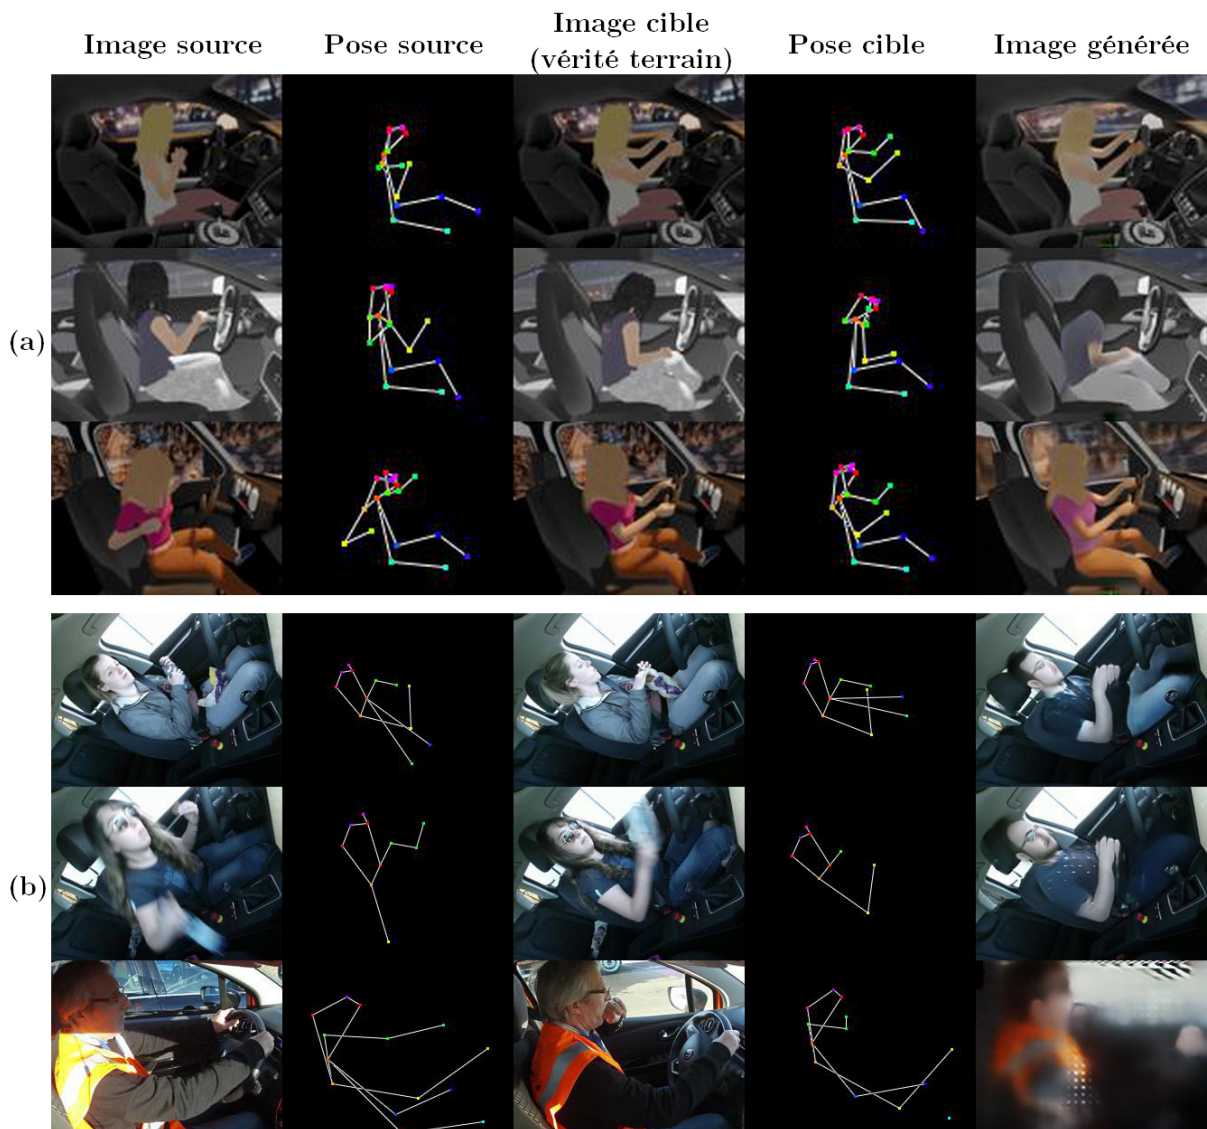 Image source
Pose source
Image cible
(vérité terrain)
Pose cible
Image générée
(a)
(b)